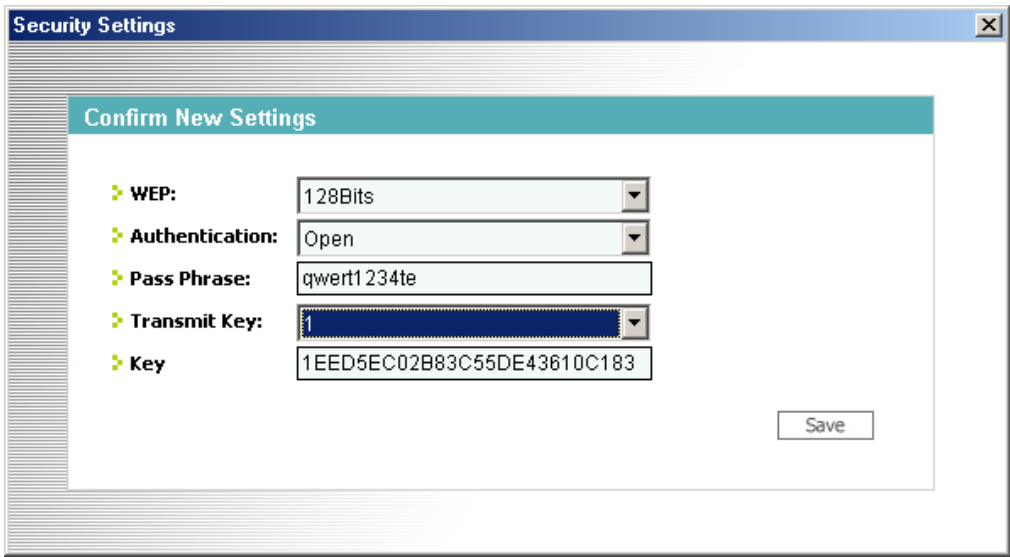 Security Settings
Confirm New Settings
WEP: 128Bits
Authentication: Open
Pass Phrase: qwert1234te
Transmit Key: 1
Key 1EED5EC02B83C55DE43610C183
Save